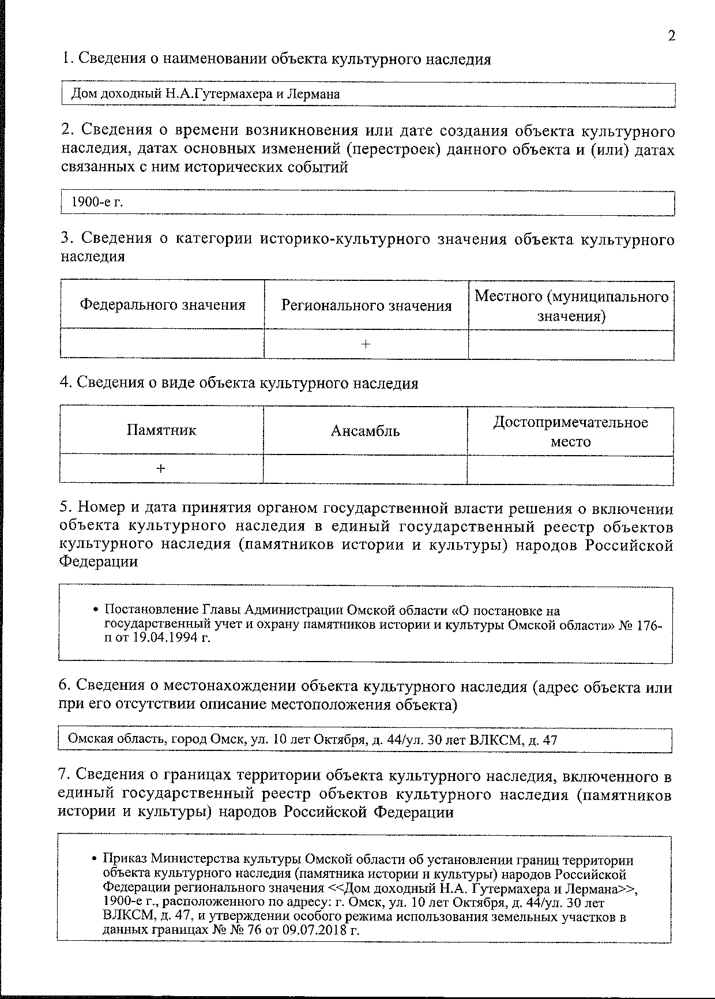 2
1. Сведения о наименовании объекта культурного наследия
Дом доходный Н.А.Гутермахера и Лермана
2. Сведения о времени возникновения или дате создания объекта культурного
наследия, датах основных изменений (перестроек) данного объекта и (или) датах
связанных с ним исторических событий
1900-е г.
3. Сведения о категории историко-культурного значения объекта культурного
наследия
Федерального значения
Регионального значения
Местного (муниципального
значения)
+
4. Сведения о виде объекта культурного наследия
Памятник
Ансамбль
Достопримечательное
место
+
5. Номер и дата принятия органом государственной власти решения о включении
объекта культурного наследия в единый государственный реестр объектов
культурного наследия (памятников истории и культуры) народов Российской
Федерации
• Постановление Главы Администрации Омской области «О постановке на
государственный учет и охрану памятников истории и культуры Омской области» № 176-
п от 19.04.1994 г.
6. Сведения о местонахождении объекта культурного наследия (адрес объекта или
при его отсутствии описание местоположения объекта)
Омская область, город Омск, ул. 10 лет Октября, д. 44/ул. 30 лет ВЛКСМ, д. 47
7. Сведения о границах территории объекта культурного наследия, включенного в
единый государственный реестр объектов культурного наследия (памятников
истории и культуры) народов Российской Федерации
• Приказ Министерства культуры Омской области об установлении границ территории
объекта культурного наследия (памятника истории и культуры) народов Российской
Федерации регионального значения <<Дом доходный Н.А. Гутермахера и Лермана>>,
1900-е г., расположенного по адресу: г. Омск, ул. 10 лет Октября, д. 44/ул. 30 лет
ВЛКСМ, д. 47, и утверждении особого режима использования земельных участков в
данных границах № № 76 от 09.07.2018 г.